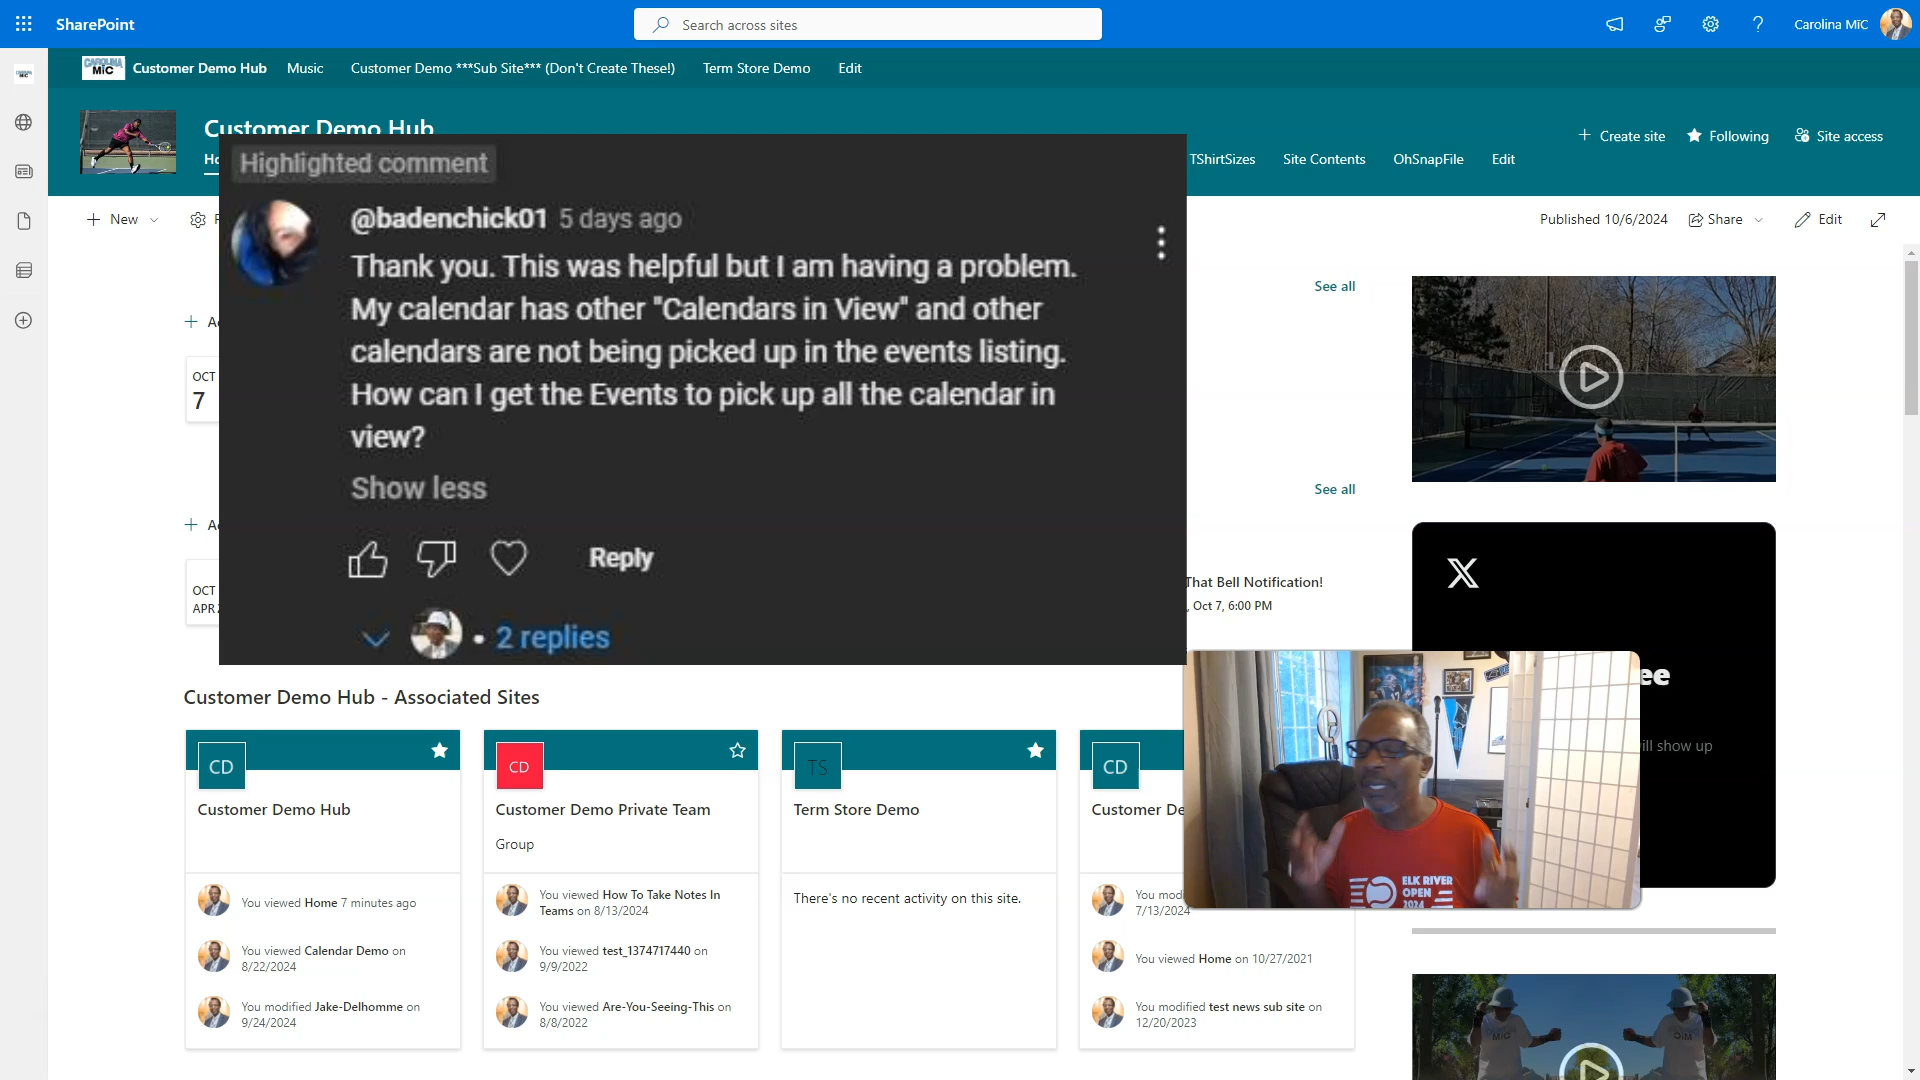 SharePoint
Search across sites
Carolina MiC
CAROLINA MiC
Customer Demo Hub
Music
Customer Demo ***Sub Site*** (Don't Create These!)
Term Store Demo
Edit
Customer Demo Hub
Create site
Following
Site access
TShirtSizes
Site Contents
OhSnapFile
Edit
New
Published 10/6/2024
Share
Edit
Highlighted comment
@badenchick01 5 days ago
Thank you. This was helpful but I am having a problem.
My calendar has other "Calendars in View" and other
calendars are not being picked up in the events listing.
How can I get the Events to pick up all the calendar in
view?
Show less
Reply
• 2 replies
See all
OCT
7
See all
OCT
APR
That Bell Notification!
, Oct 7, 6:00 PM
ee
ill show up
Customer Demo Hub - Associated Sites
CD
Customer Demo Hub
You viewed Home 7 minutes ago
You viewed Calendar Demo on
8/22/2024
You modified Jake-Delhomme on
9/24/2024
CD
Customer Demo Private Team
Group
You viewed How To Take Notes In
Teams on 8/13/2024
You viewed test_1374717440 on
9/9/2022
You viewed Are-You-Seeing-This on
8/8/2022
TS
Term Store Demo
There's no recent activity on this site.
CD
Customer De
You modi
7/13/2024
You viewed Home on 10/27/2021
You modified test news sub site on
12/20/2023
ELK RIVER
OPEN
2024